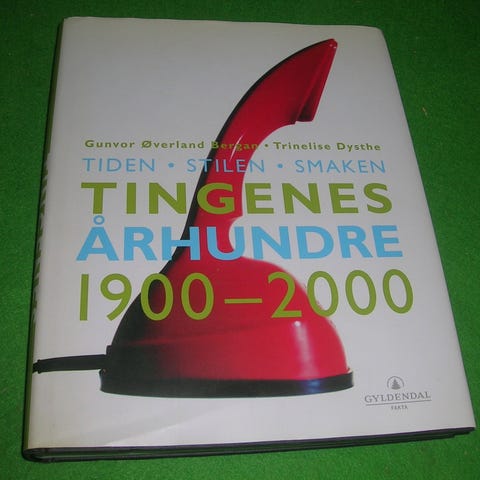 Gunvor Øverland Bergan • Trinelise Dysthe
TIDEN • STILEN • SMAKEN
TINGENES
ÅRHUNDRE
1900–2000
GYLDENDAL
FAKTA